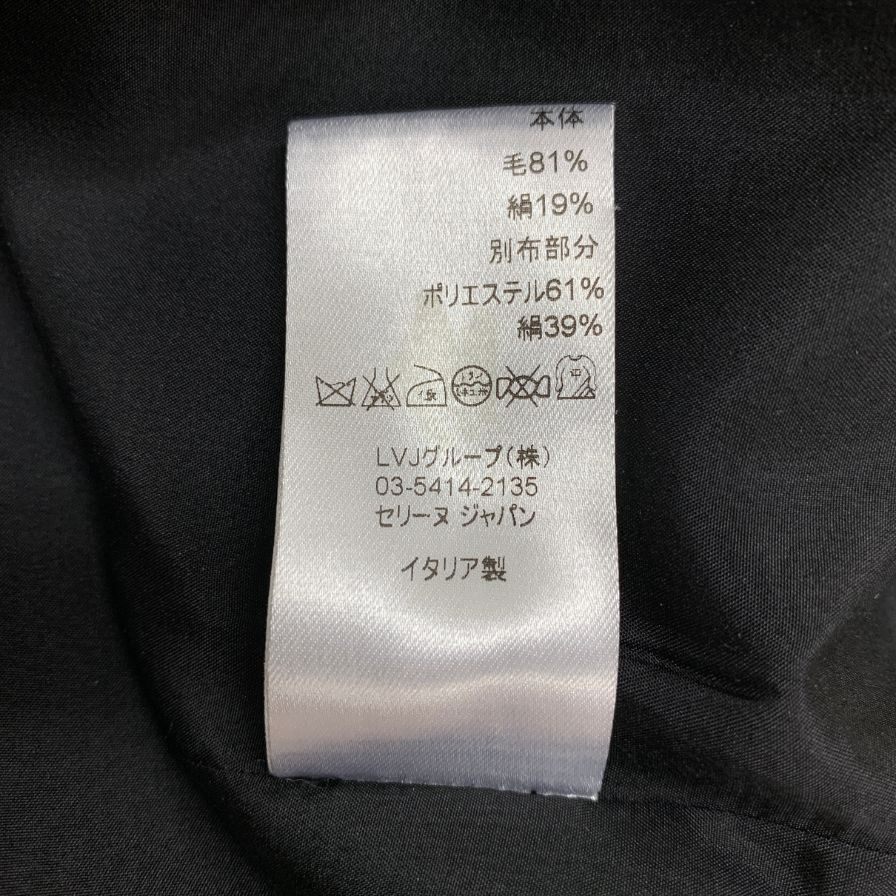 本体
毛81%
絹19%
別布部分
ポリエステル61%
絹39%
LVJグループ(株)
03-5414-2135
セリーヌ ジャパン
イタリア製